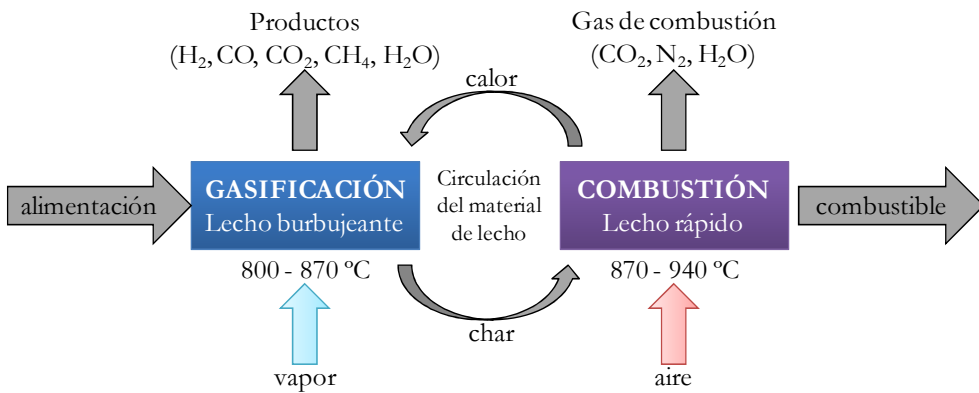 Productos
(H₂, CO, CO₂, CH₄, H₂O)
Gas de combustión
(CO₂, N₂, H₂O)
calor
alimentación
GASIFICACIÓN
Lecho burbujeante
Circulación
del material
de lecho
COMBUSTIÓN
Lecho rápido
combustible
800 - 870 ºC
870 - 940 ºC
char
vapor
aire